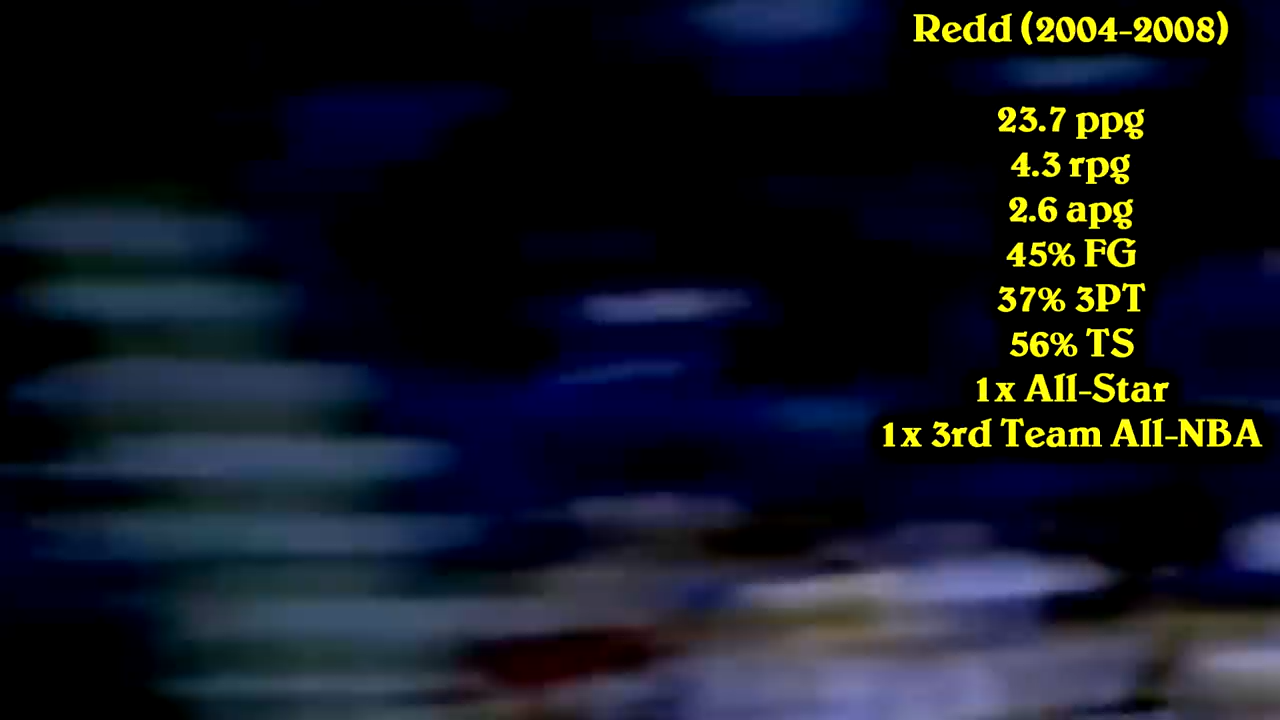 Redd (2004-2008)
23.7 ppg
4.3 rpg
2.6 apg
45% FG
37% 3PT
56% TS
1x All-Star
1x 3rd Team All-NBA